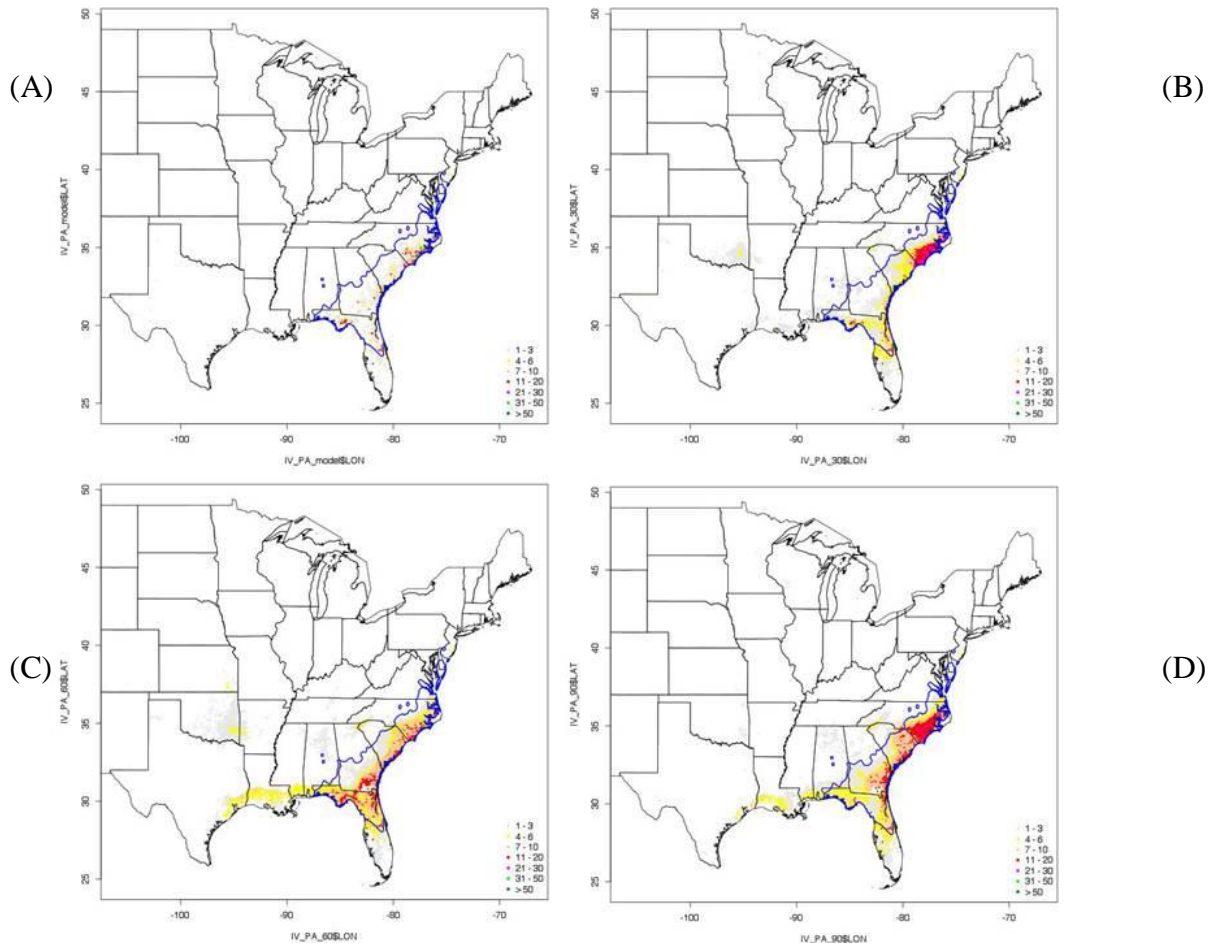 (A)
50
45
40
35
30
25
IV_PA_model$LAT
-100
-90
-80
-70
IV_PA_model$LON
1 - 3
4 - 6
7 - 10
11 - 20
21 - 30
31 - 50
> 50
(B)
50
45
40
35
30
25
IV_PA_30$LAT
-100
-90
-80
-70
IV_PA_30$LON
1 - 3
4 - 6
7 - 10
11 - 20
21 - 30
31 - 50
> 50
(C)
50
45
40
35
30
25
IV_PA_60$LAT
-100
-90
-80
-70
IV_PA_60$LON
1 - 3
4 - 6
7 - 10
11 - 20
21 - 30
31 - 50
> 50
(D)
50
45
40
35
30
25
IV_PA_90$LAT
-100
-90
-80
-70
IV_PA_90$LON
1 - 3
4 - 6
7 - 10
11 - 20
21 - 30
31 - 50
> 50